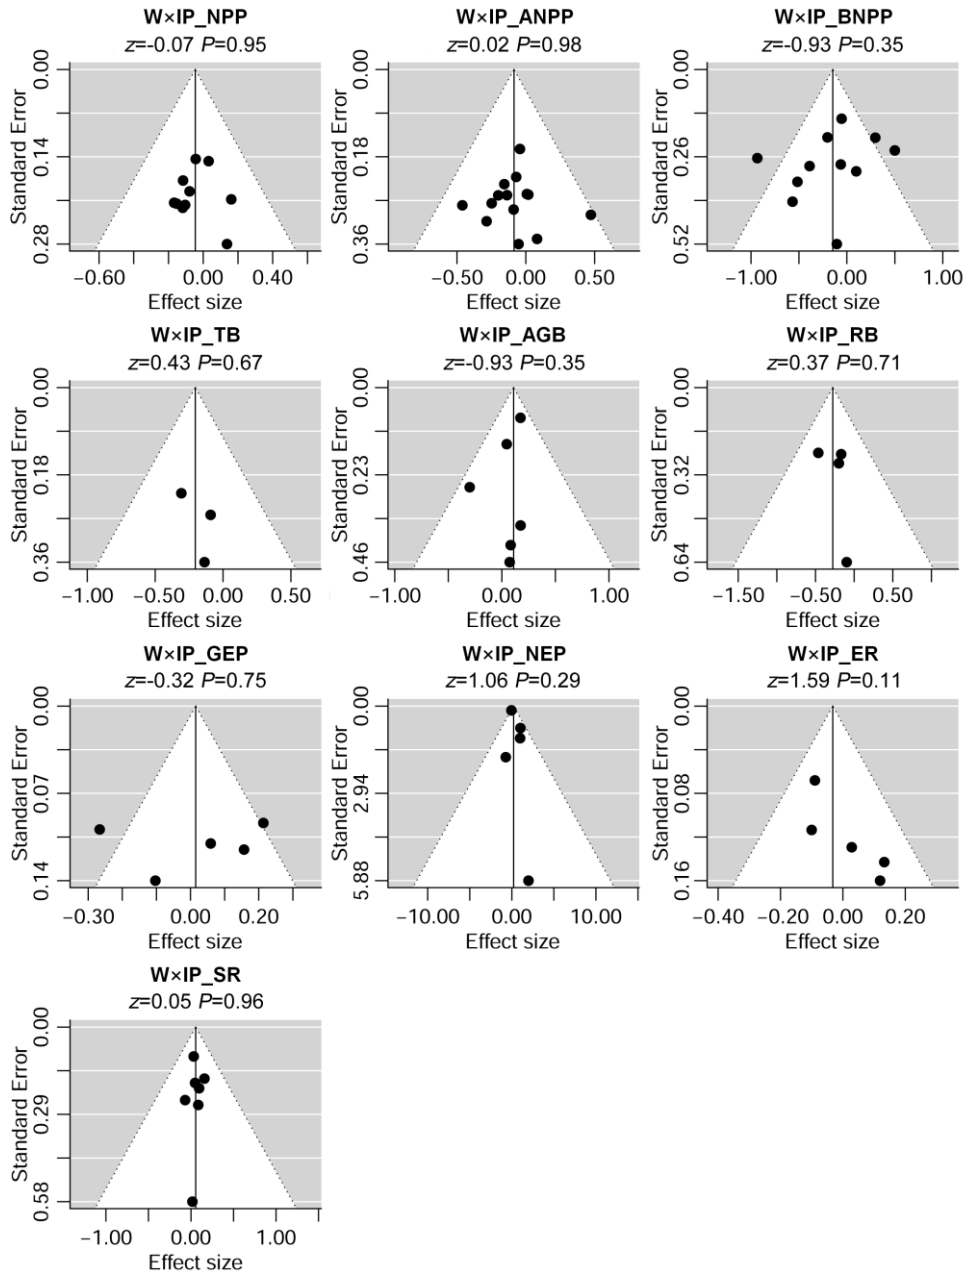 W×IP_NPP
z=-0.07 P=0.95
0.00
0.14
0.28
Standard Error
−0.60
0.00
0.40
Effect size
W×IP_ANPP
z=0.02 P=0.98
0.00
0.18
0.36
Standard Error
−0.50
0.00
0.50
Effect size
W×IP_BNPP
z=-0.93 P=0.35
0.00
0.26
0.52
Standard Error
−1.00
0.00
1.00
Effect size
W×IP_TB
z=0.43 P=0.67
0.00
0.18
0.36
Standard Error
−1.00
−0.50
0.00
0.50
Effect size
W×IP_AGB
z=-0.93 P=0.35
0.00
0.23
0.46
Standard Error
−1.00
0.00
1.00
Effect size
W×IP_RB
z=0.37 P=0.71
0.00
0.32
0.64
Standard Error
−1.50
−0.50
0.50
Effect size
W×IP_GEP
z=-0.32 P=0.75
0.00
0.07
0.14
Standard Error
−0.30
0.00
0.20
Effect size
W×IP_NEP
z=1.06 P=0.29
0.00
2.94
5.88
Standard Error
−10.00
0.00
10.00
Effect size
W×IP_ER
z=1.59 P=0.11
0.00
0.08
0.16
Standard Error
−0.40
−0.20
0.00
0.20
Effect size
W×IP_SR
z=0.05 P=0.96
0.00
0.29
0.58
Standard Error
−1.00
0.00
1.00
Effect size